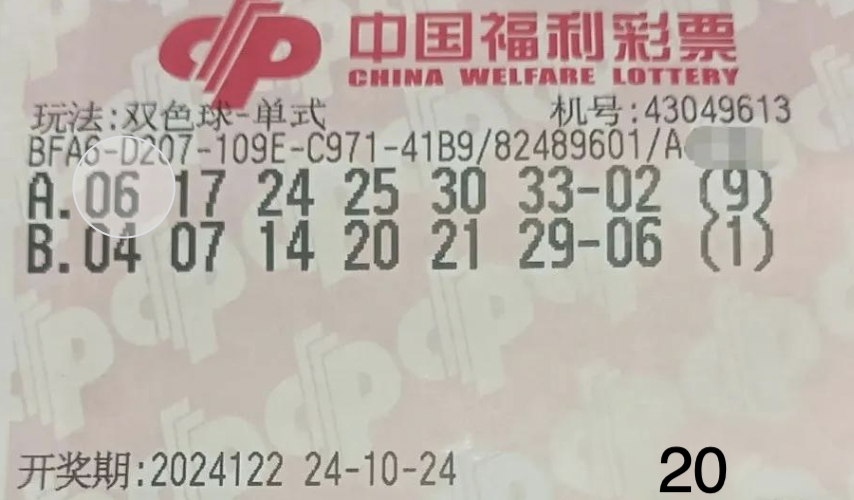 中国福利彩票
CHINA WELFARE LOTTERY
玩法:双色球-单式 机号:43049613
BFA6-D207-109E-C971-41B9/82489601/A
A.06 17 24 25 30 33-02 (9)
B.04 07 14 20 21 29-06 (1)
开奖期:2024122 24-10-24 20